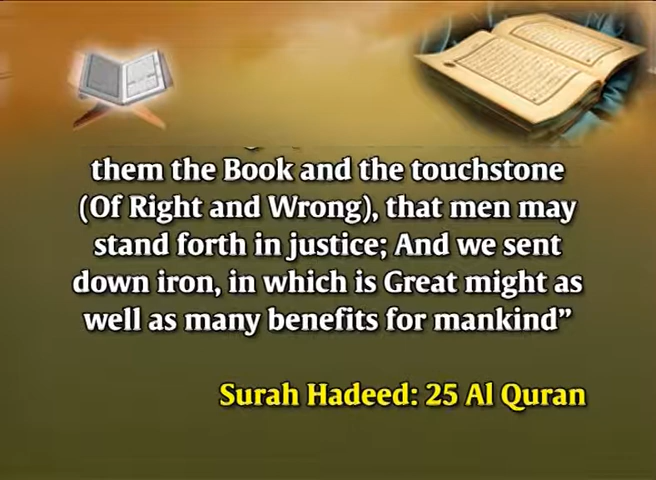 them the Book and the touchstone
(Of Right and Wrong), that men may
stand forth in justice; And we sent
down iron, in which is Great might as
well as many benefits for mankind”
Surah Hadeed: 25 Al Quran